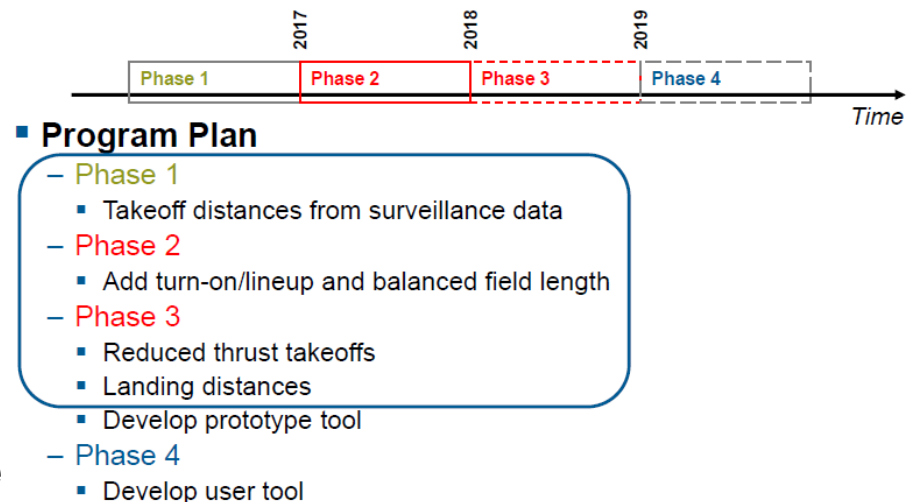 2017
2018
2019
Phase 1
Phase 2
Phase 3
Phase 4
Time
▪ Program Plan
– Phase 1
▪ Takeoff distances from surveillance data
– Phase 2
▪ Add turn-on/lineup and balanced field length
– Phase 3
▪ Reduced thrust takeoffs
▪ Landing distances
▪ Develop prototype tool
– Phase 4
▪ Develop user tool